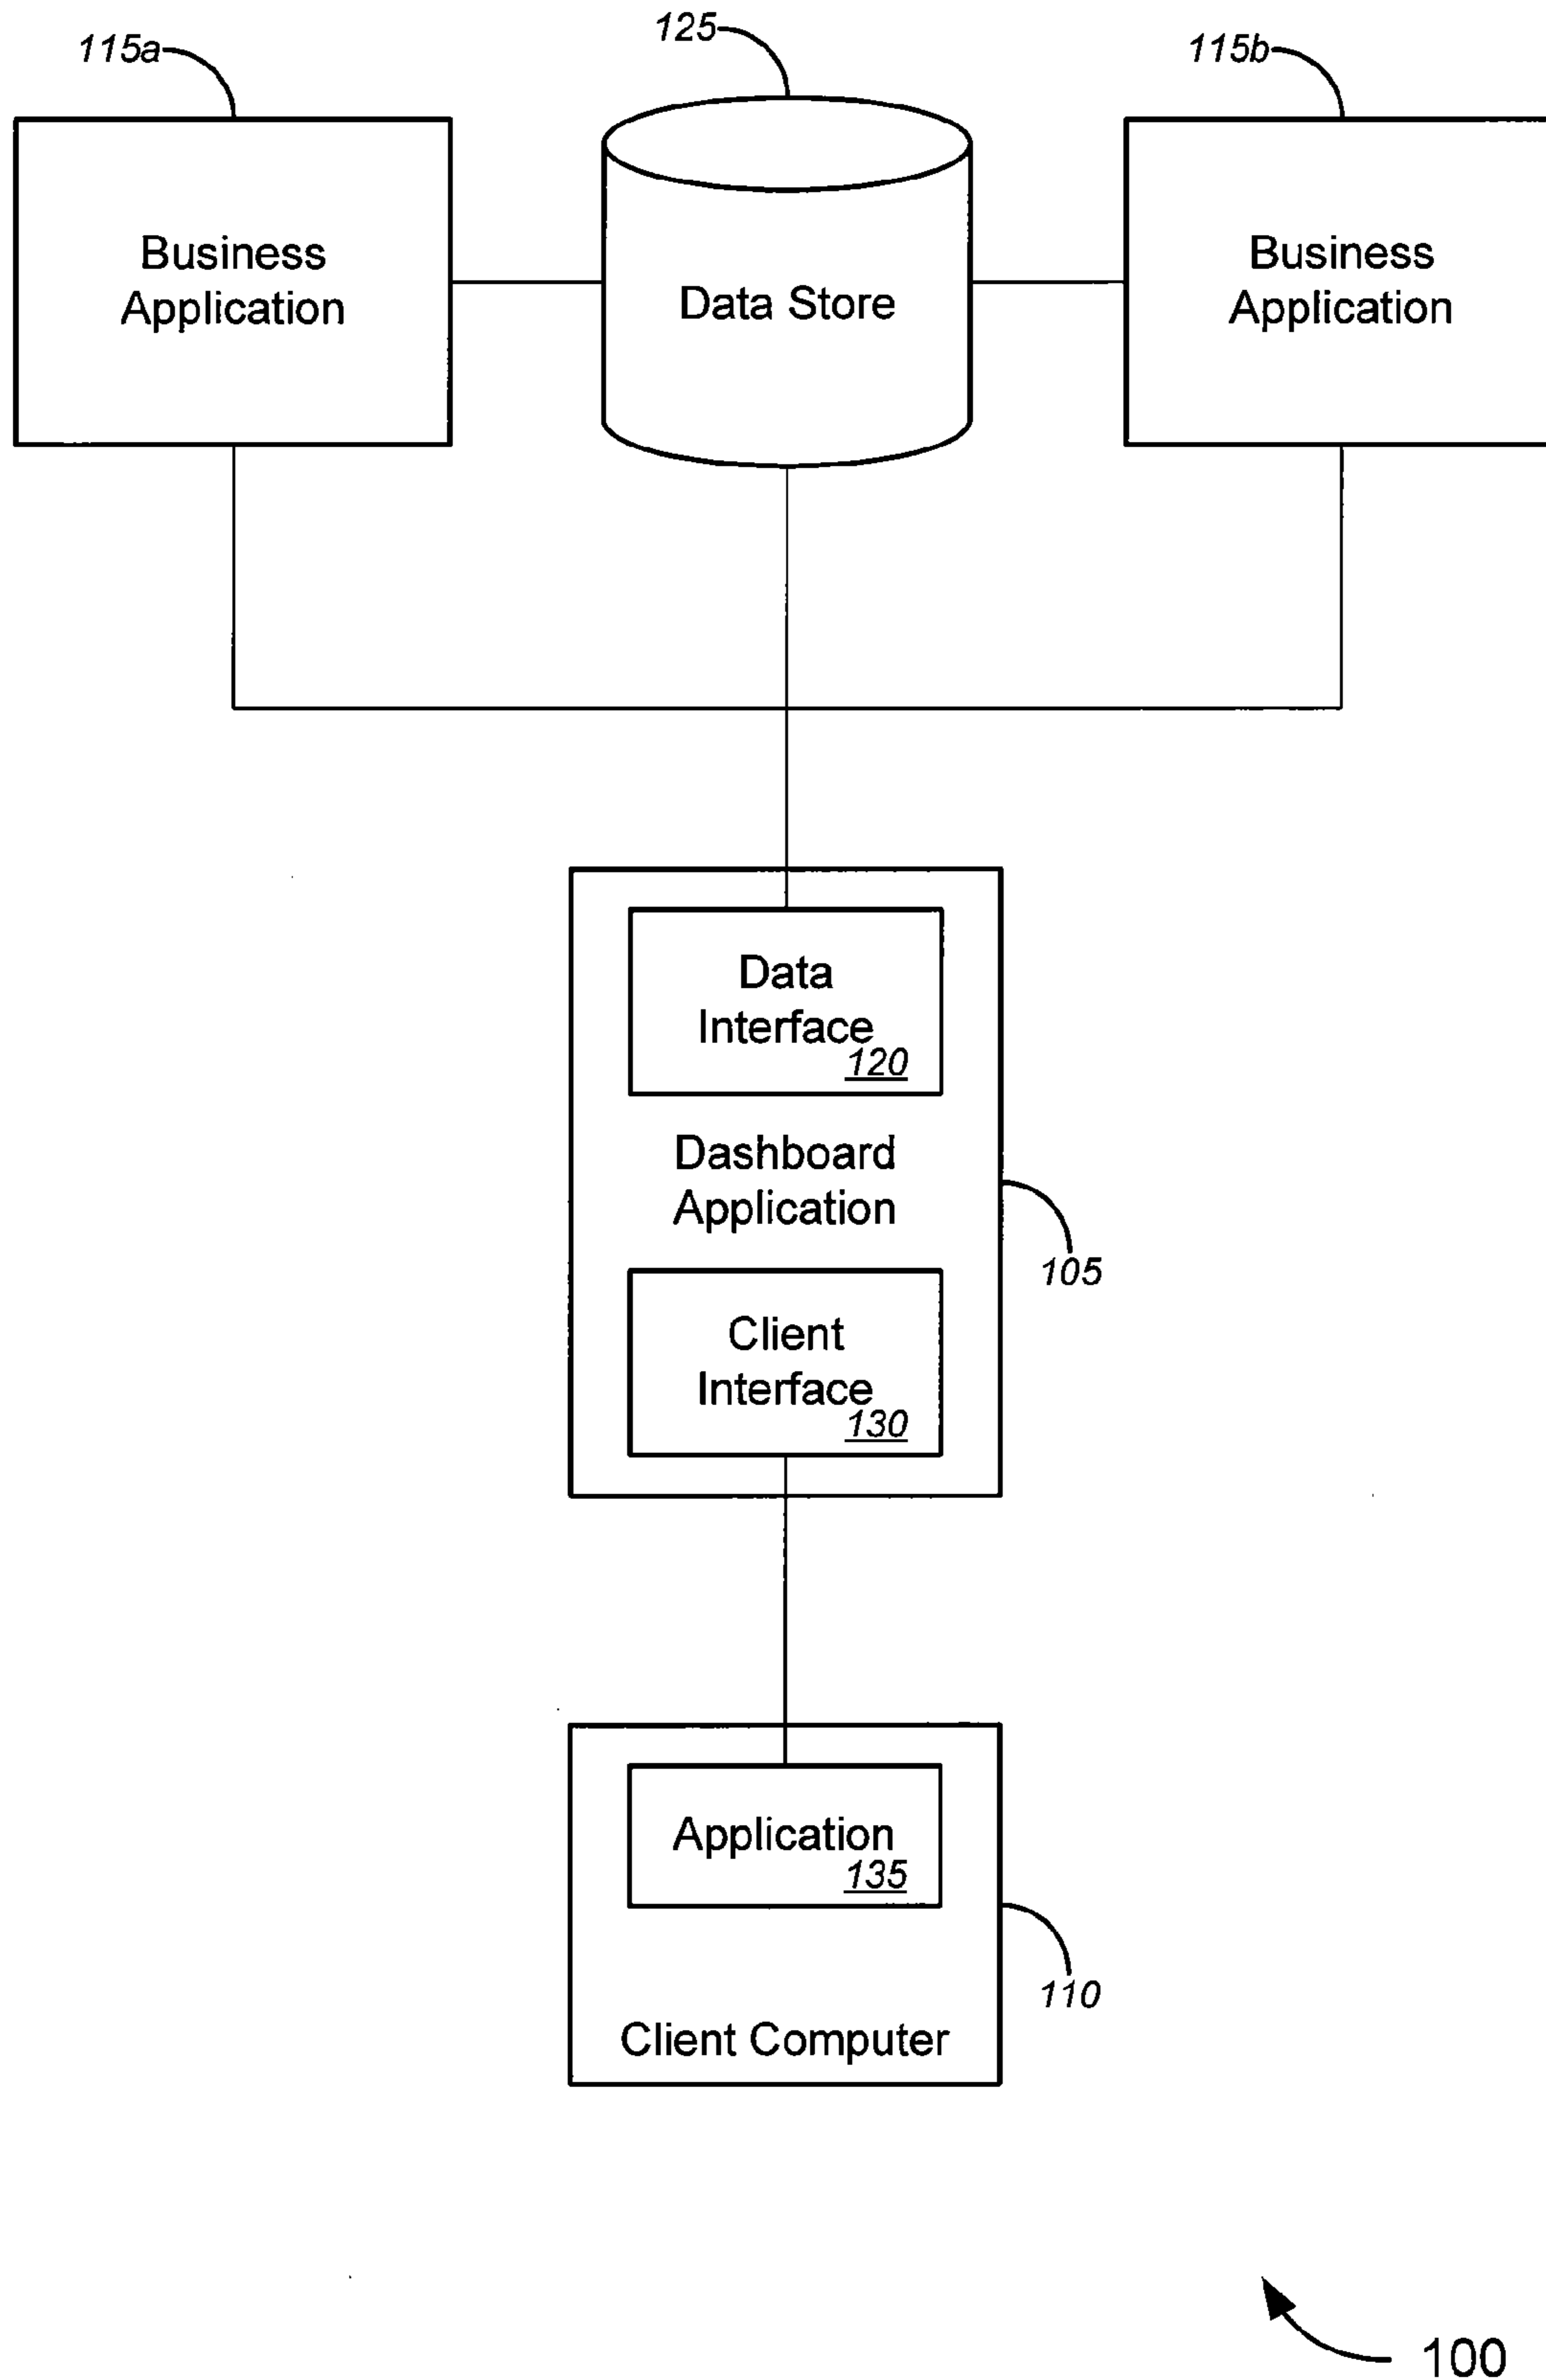 115a
125
115b
Business
Application
Data Store
Business
Application
Data
Interface
120
Dashboard
Application
105
Client
Interface
130
Application
135
110
Client Computer
100